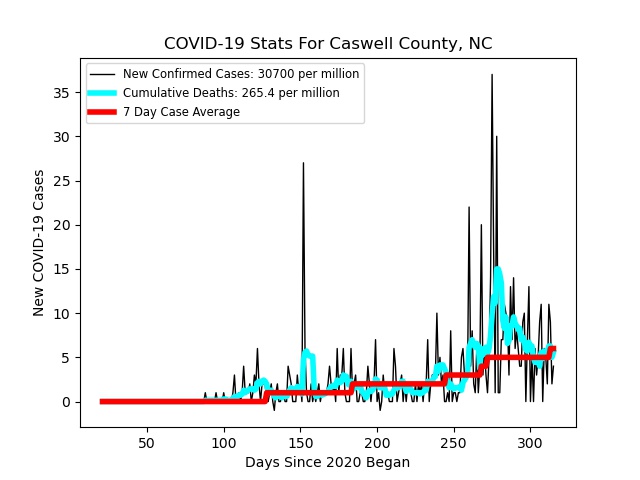 COVID-19 Stats For Caswell County, NC
New Confirmed Cases: 30700 per million
Cumulative Deaths: 265.4 per million
7 Day Case Average
New COVID-19 Cases
35
30
25
20
15
10
5
0
50 100 150 200 250 300
Days Since 2020 Began